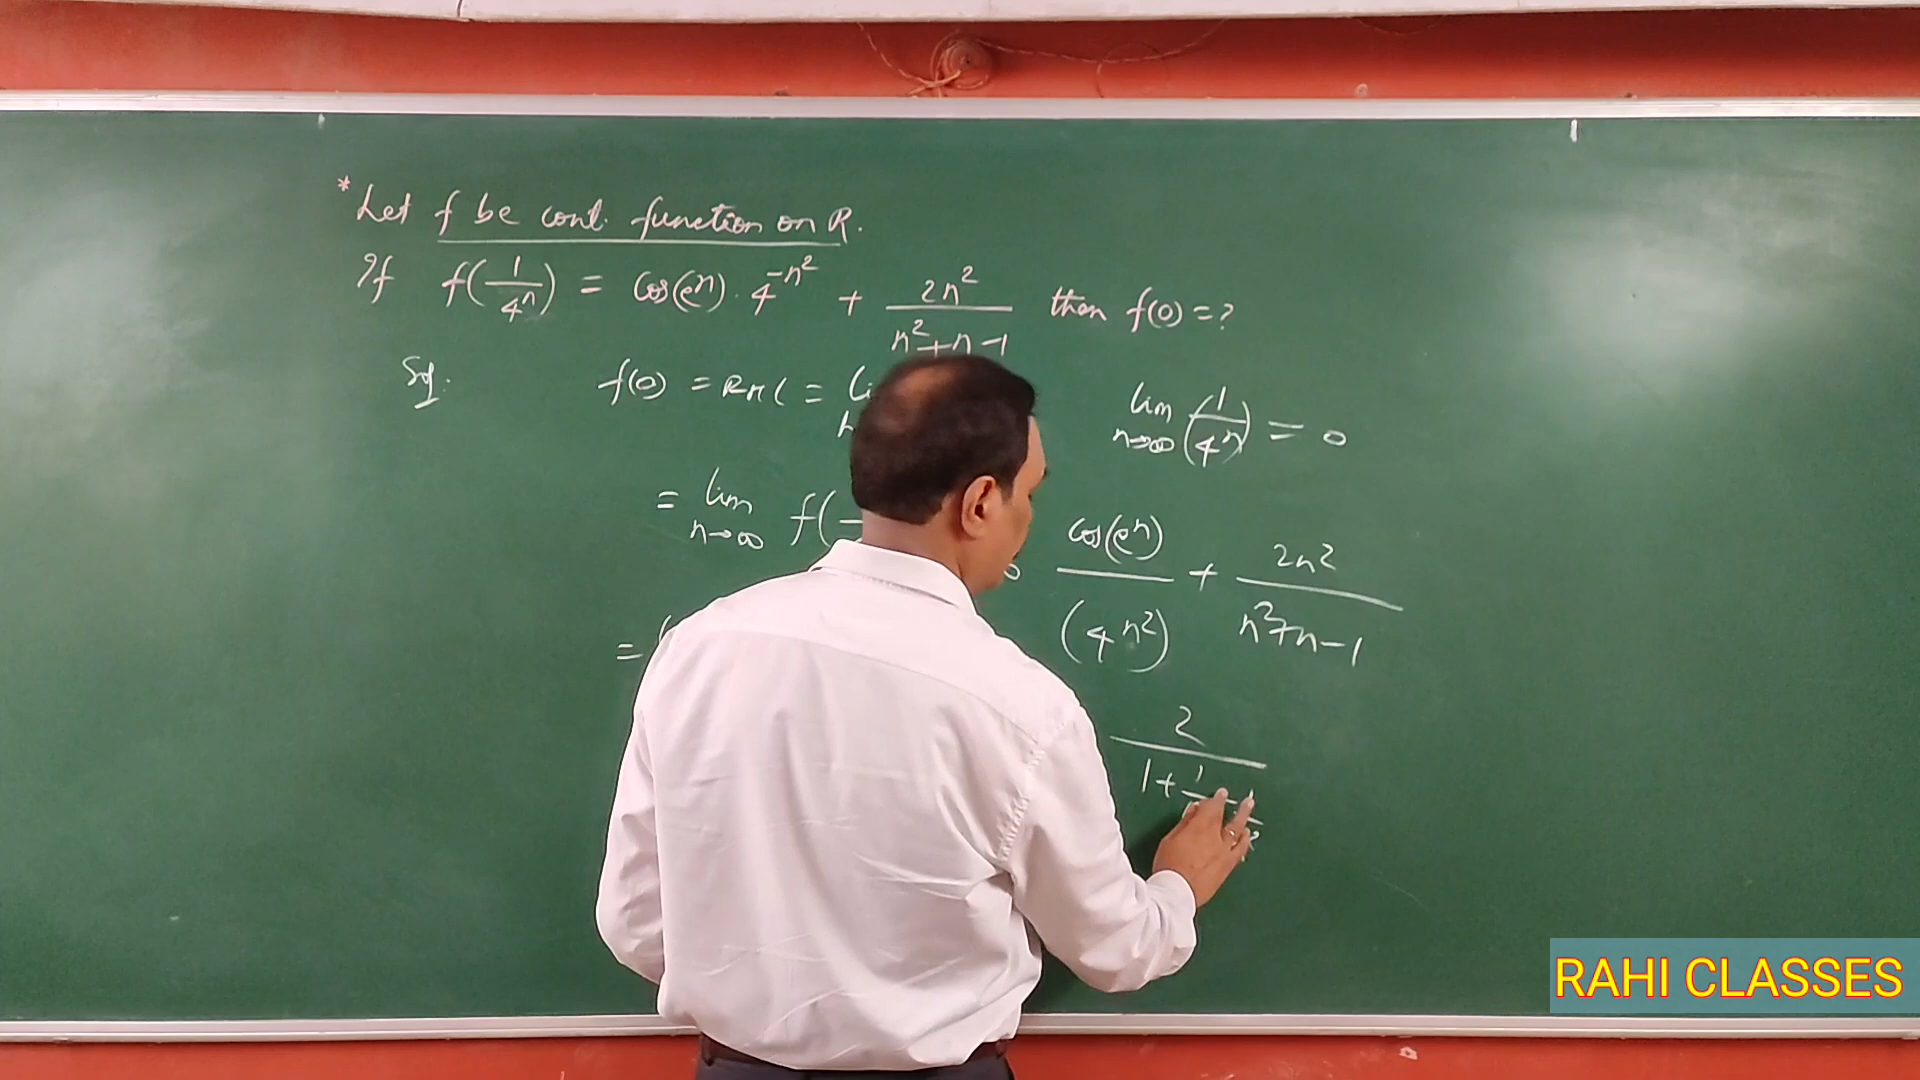 * Let f be cont. function on R.
If f(1/4^n) = cos(e^n) . 4^-n^2 + 2n^2/n^2+n-1 then f(0) = ?
Sol. f(0) = RHL =
lim n→∞ (1/4^n) = 0
= lim n→∞ f(
cos(e^n)/(4^n^2) + 2n^2/n^2+n-1
=
2/1+1
RAHI CLASSES